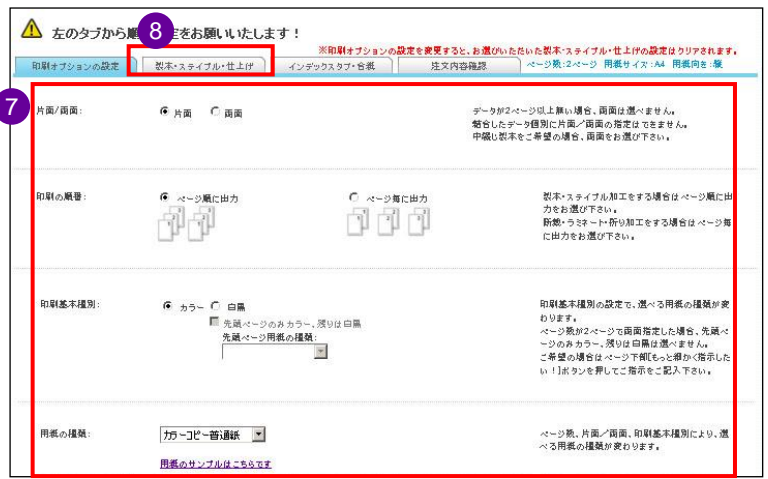 左のタブから順 8 定をお願いいたします！
※印刷オプションの設定を変更すると、お選びいただいた製本・ステイプル・仕上げの設定はクリアされます。
印刷オプションの設定 製本・ステイプル・仕上げ インデックスタブ・合紙 注文内容確認 ページ数:2ページ 用紙サイズ:A4 用紙向き:縦
7
片面/両面: 片面 両面
データが2ページ以上無い場合、両面は選べません。
結合したデータ個別に片面／両面の指定はできません。
中綴じ製本をご希望の場合、両面をお選び下さい。
印刷の順番: ページ順に出力 ページ毎に出力
製本・ステイプル加工をする場合はページ順に出
力をお選び下さい。
断裁・ラミネート・折り加工をする場合はページ毎
に出力をお選び下さい。
印刷基本種別: カラー 白黒
先頭ページのみカラー、残りは白黒
先頭ページ用紙の種類:
印刷基本種別の設定で、選べる用紙の種類が変
わります。
ページ数が2ページで両面指定した場合、先頭ペ
ージのみカラー、残りは白黒は選べません。
ご希望の場合はページ下部[もっと細かく指示した
い！]ボタンを押してご指示をご記入下さい。
用紙の種類: カラーコピー普通紙
用紙のサンプルはこちらです
ページ数、片面／両面、印刷基本種別により、選
べる用紙の種類が変わります。